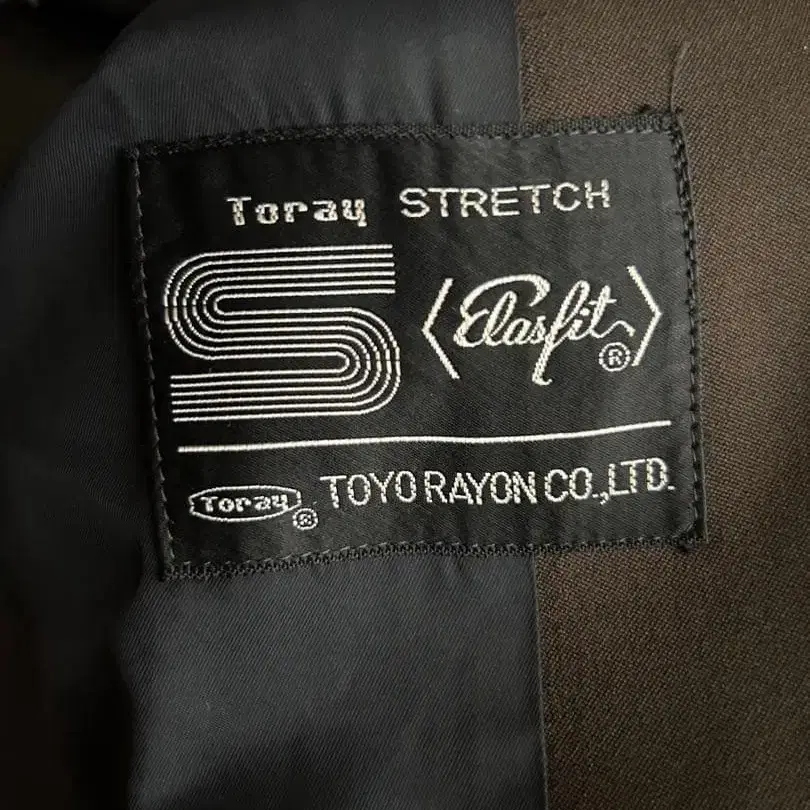 Toray STRETCH
S
〈Elasfit®〉
Toray® TOYO RAYON CO.,LTD.